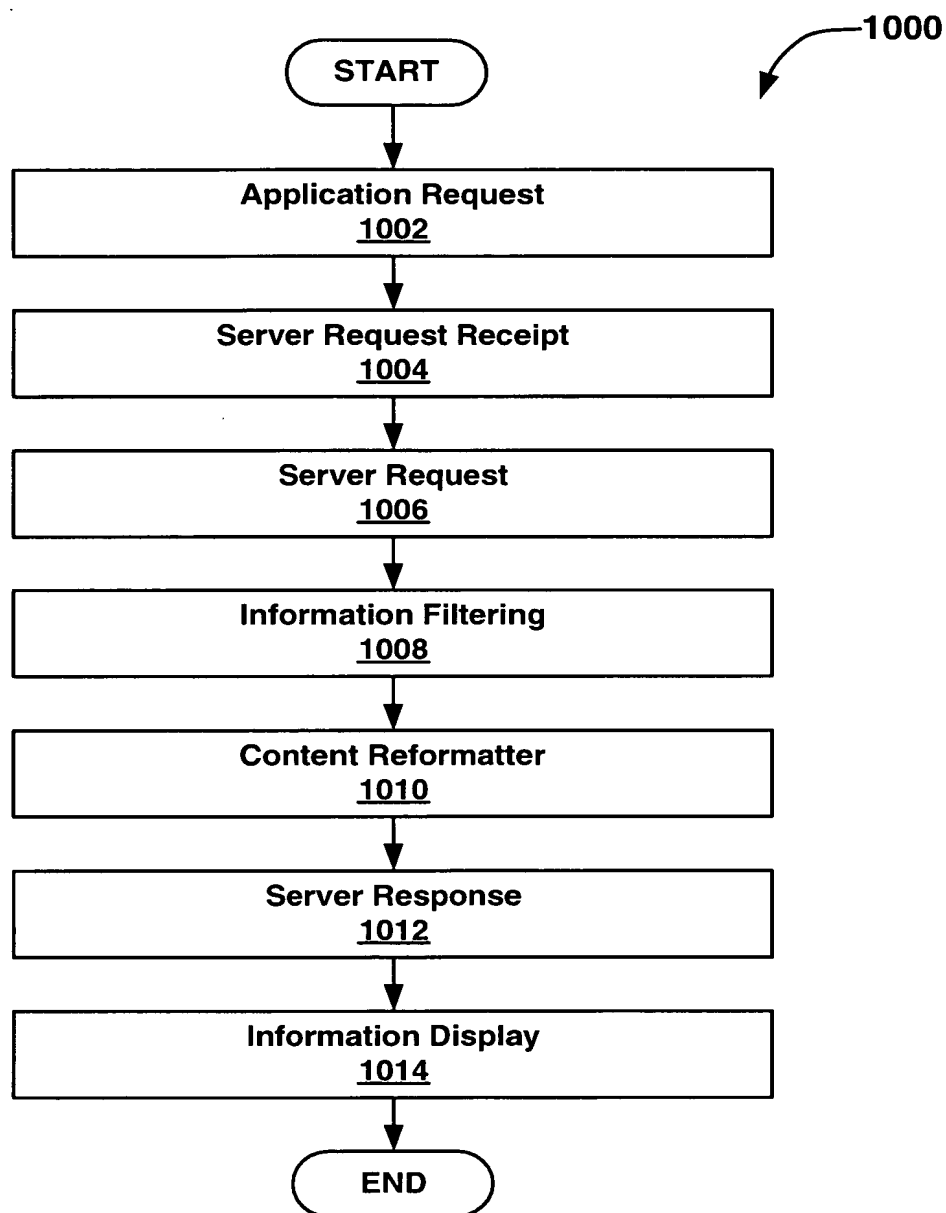 1000
START
Application Request
1002
Server Request Receipt
1004
Server Request
1006
Information Filtering
1008
Content Reformatter
1010
Server Response
1012
Information Display
1014
END